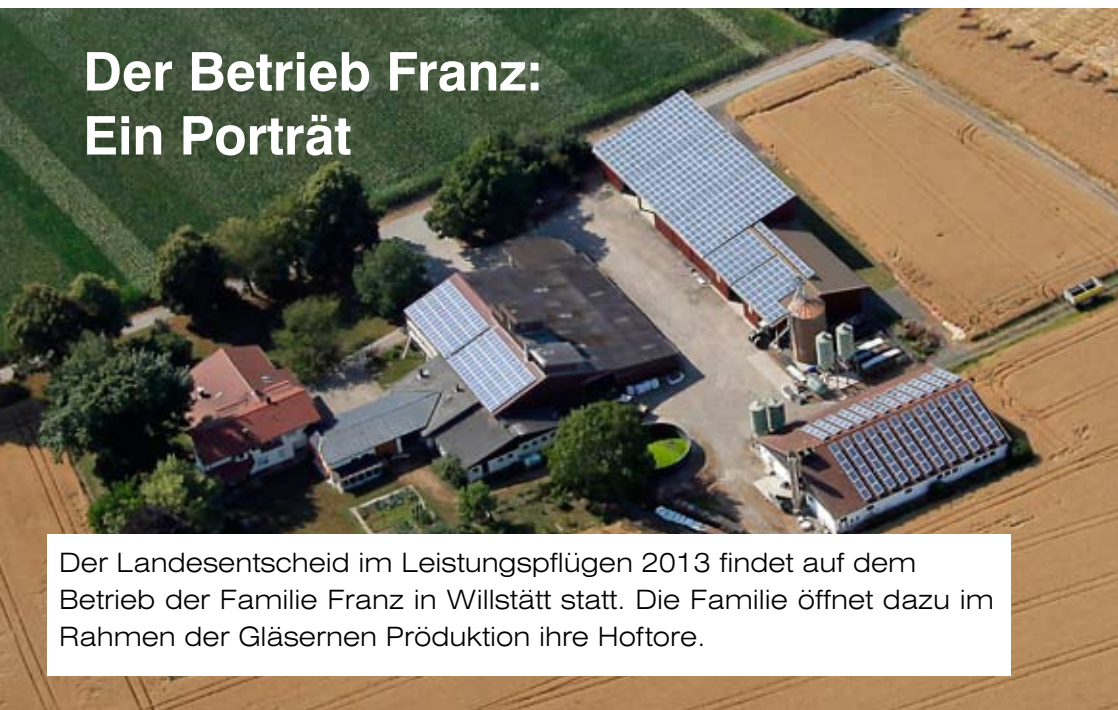 Der Betrieb Franz:
Ein Porträt
Der Landesentscheid im Leistungspflügen 2013 findet auf dem
Betrieb der Familie Franz in Willstätt statt. Die Familie öffnet dazu im
Rahmen der Gläsernen Pröduktion ihre Hoftore.